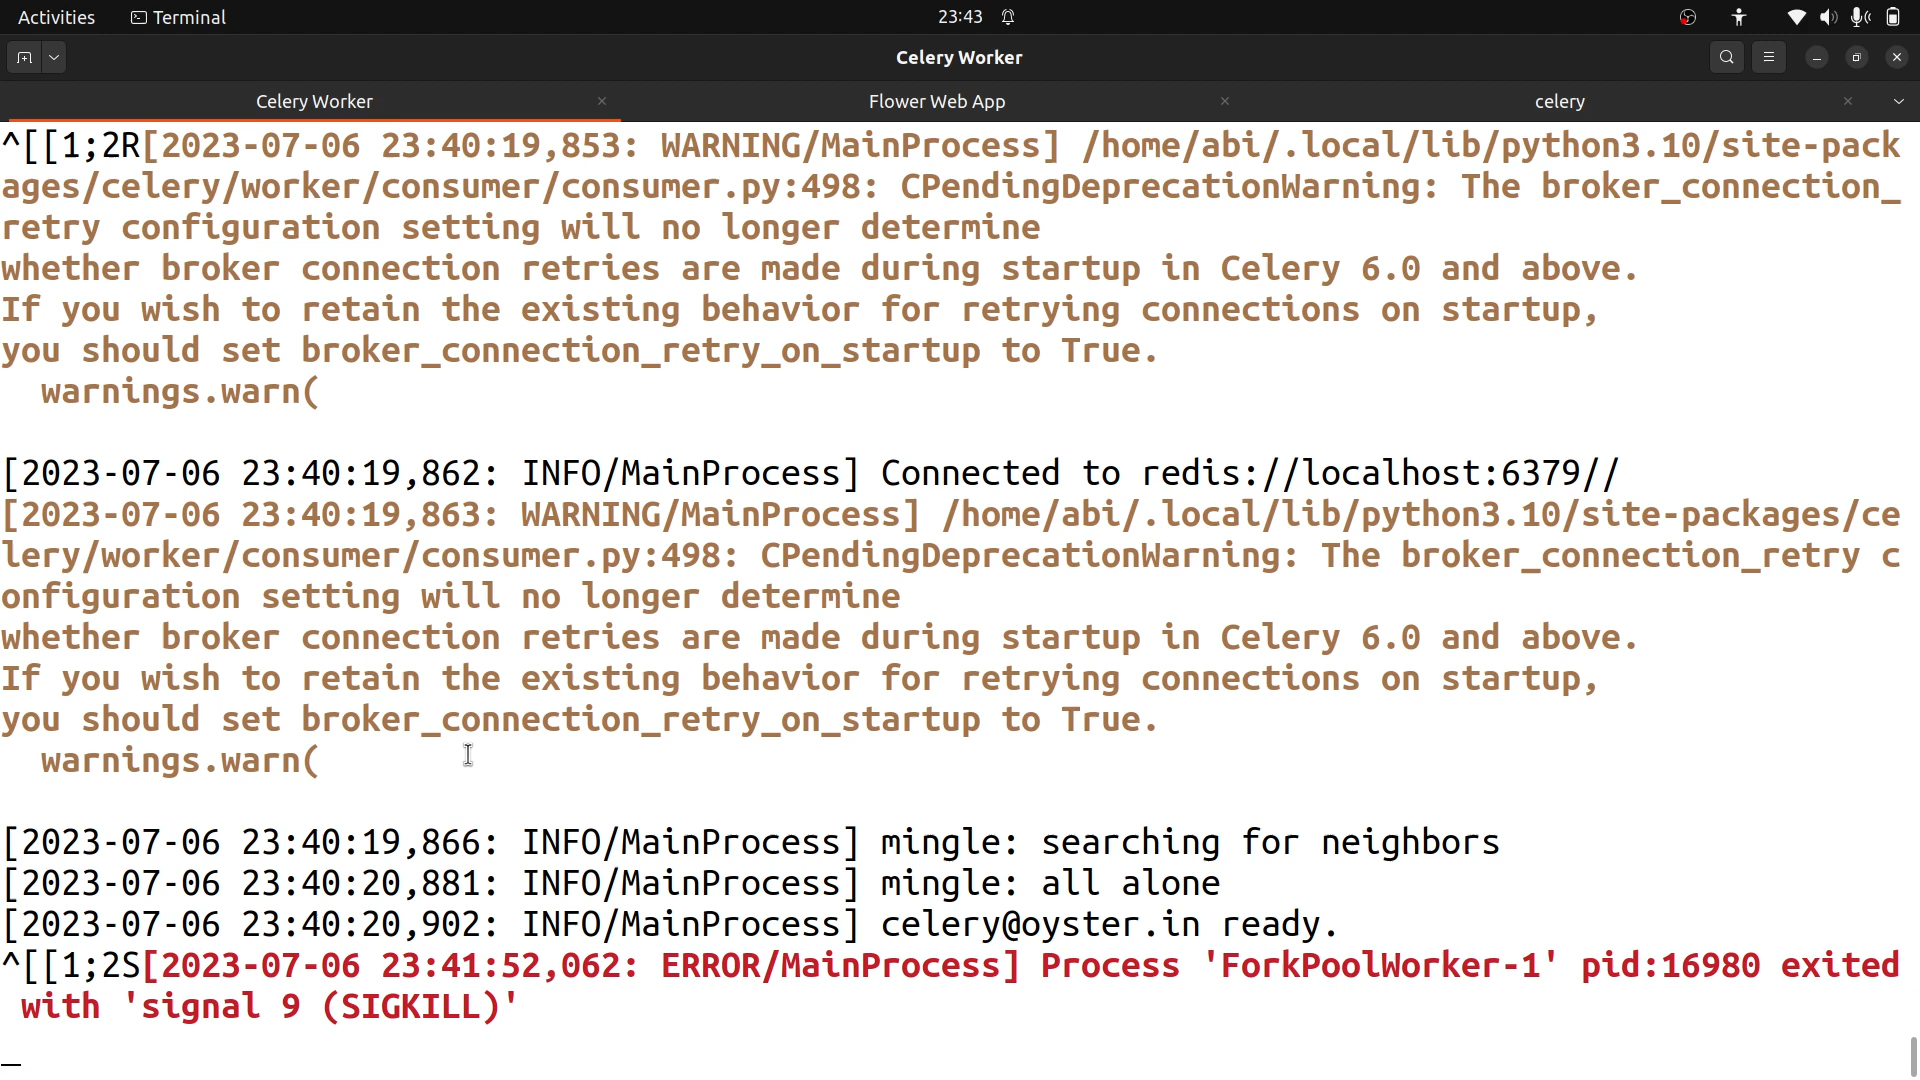 Activities Terminal 23:43
Celery Worker
Celery Worker Flower Web App celery
^[[1;2R[2023-07-06 23:40:19,853: WARNING/MainProcess] /home/abi/.local/lib/python3.10/site-pack
ages/celery/worker/consumer/consumer.py:498: CPendingDeprecationWarning: The broker_connection_
retry configuration setting will no longer determine
whether broker connection retries are made during startup in Celery 6.0 and above.
If you wish to retain the existing behavior for retrying connections on startup,
you should set broker_connection_retry_on_startup to True.
  warnings.warn(
[2023-07-06 23:40:19,862: INFO/MainProcess] Connected to redis://localhost:6379//
[2023-07-06 23:40:19,863: WARNING/MainProcess] /home/abi/.local/lib/python3.10/site-packages/ce
lery/worker/consumer/consumer.py:498: CPendingDeprecationWarning: The broker_connection_retry c
onfiguration setting will no longer determine
whether broker connection retries are made during startup in Celery 6.0 and above.
If you wish to retain the existing behavior for retrying connections on startup,
you should set broker_connection_retry_on_startup to True.
  warnings.warn(
[2023-07-06 23:40:19,866: INFO/MainProcess] mingle: searching for neighbors
[2023-07-06 23:40:20,881: INFO/MainProcess] mingle: all alone
[2023-07-06 23:40:20,902: INFO/MainProcess] celery@oyster.in ready.
^[[1;2S[2023-07-06 23:41:52,062: ERROR/MainProcess] Process 'ForkPoolWorker-1' pid:16980 exited
 with 'signal 9 (SIGKILL)'